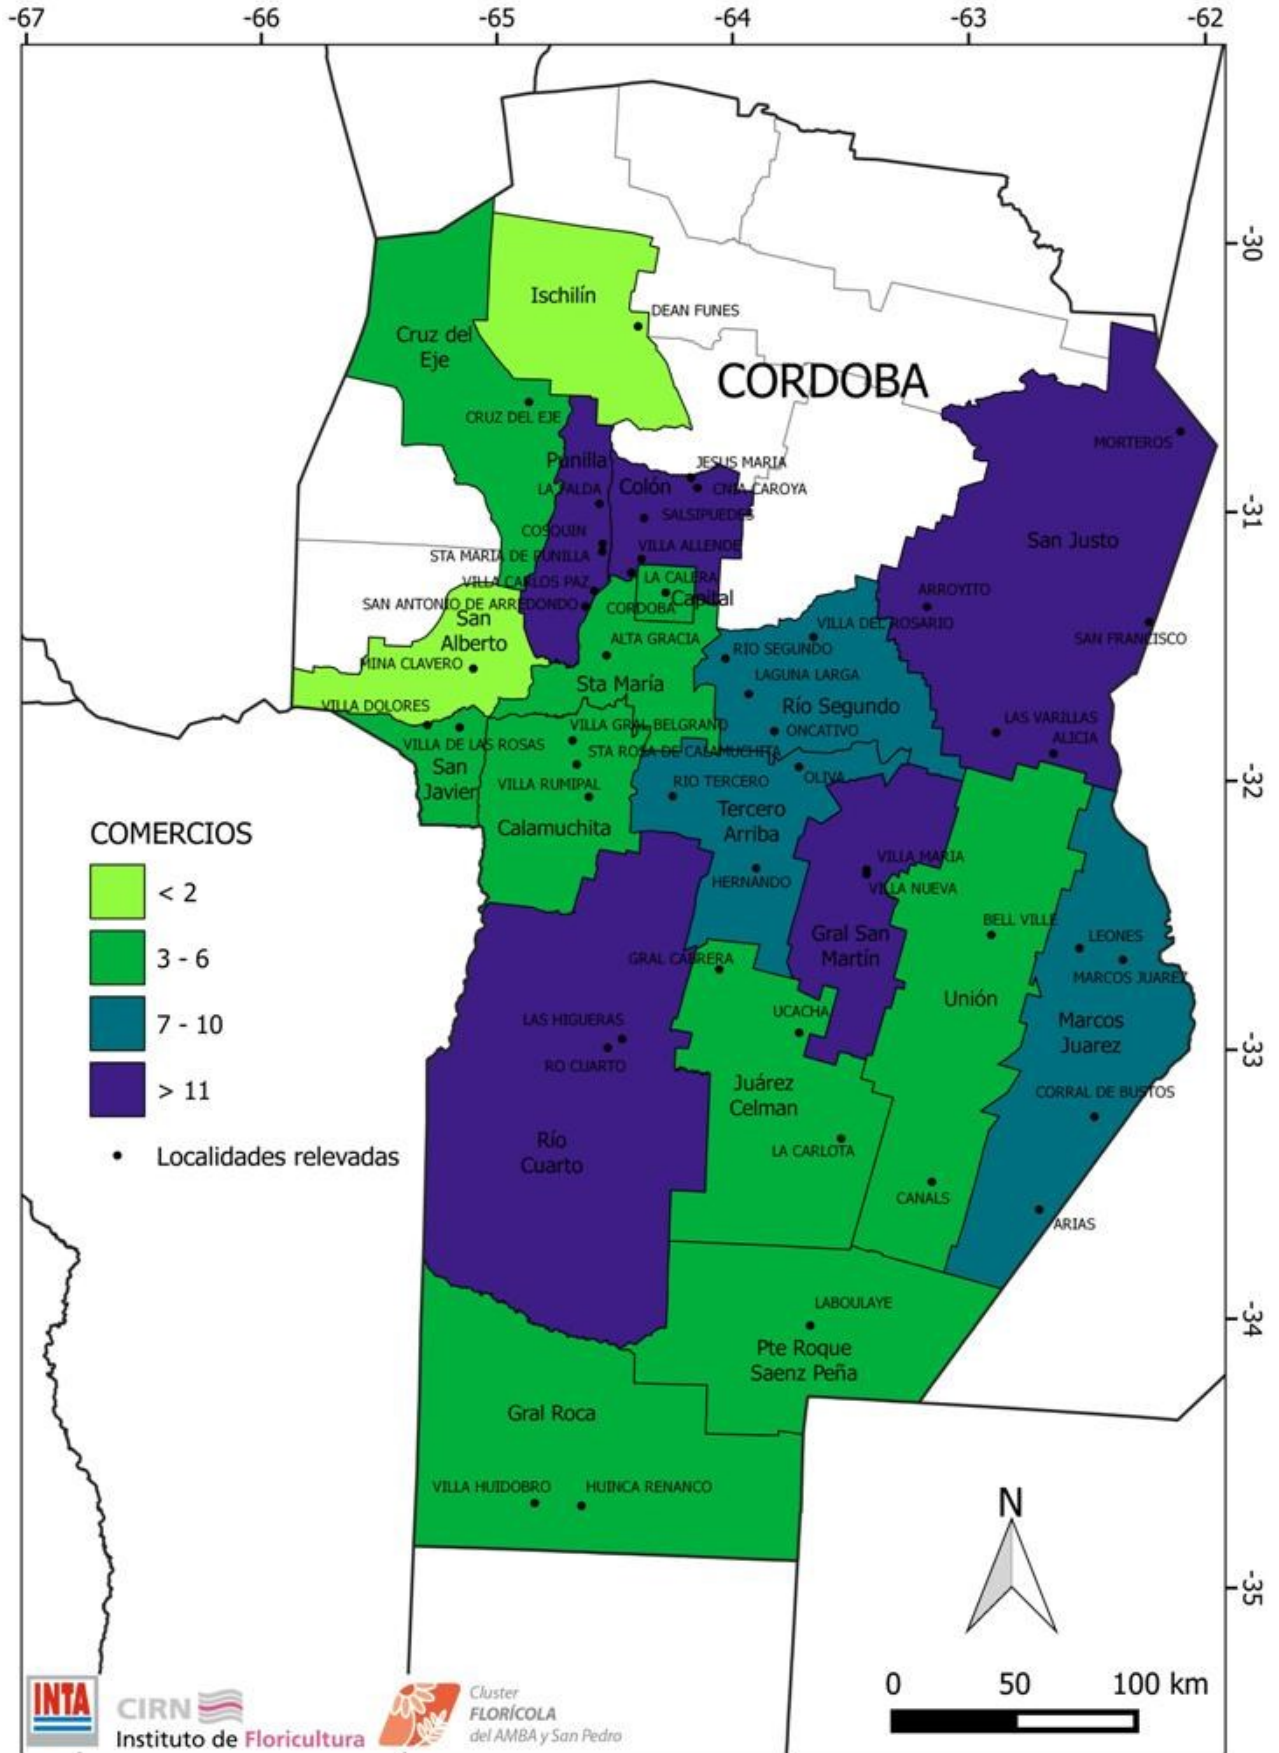 -67
-66
-65
-64
-63
-62
-30
Ischilín
DEAN FUNES
Cruz del
Eje
CORDOBA
CRUZ DEL EJE
MORTEROS
Punilla
JESUS MARIA
LA FALDA
Colón
CNIA CAROYA
-31
SALSIPUEDES
COSQUIN
San Justo
VILLA ALLENDE
STA MARIA DE PUNILLA
LA CALERA
VILLA CARLOS PAZ
ARROYITO
Capital
SAN ANTONIO DE ARREDONDO
CORDOBA
San
Alberto
VILLA DEL ROSARIO
ALTA GRACIA
SAN FRANCISCO
RIO SEGUNDO
MINA CLAVERO
LAGUNA LARGA
Sta María
VILLA DOLORES
Río Segundo
LAS VARILLAS
VILLA GRAL BELGRANO
ONCATIVO
ALICIA
VILLA DE LAS ROSAS
STA ROSA DE CALAMUCHITA
San
Javier
OLIVA
-32
VILLA RUMIPAL
RIO TERCERO
Tercero
Arriba
Calamuchita
COMERCIOS
VILLA MARIA
HERNANDO
VILLA NUEVA
< 2
BELL VILLE
Gral San
Martín
LEONES
3 - 6
GRAL CABRERA
MARCOS JUAREZ
Unión
UCACHA
7 - 10
LAS HIGUERAS
Marcos
Juarez
-33
RO CUARTO
Juárez
Celman
> 11
CORRAL DE BUSTOS
Río
Cuarto
LA CARLOTA
Localidades relevadas
CANALS
ARIAS
LABOULAYE
-34
Pte Roque
Saenz Peña
Gral Roca
VILLA HUIDOBRO
HUINCA RENANCO
N
-35
0 50 100 km
INTA
CIRN
Instituto de Floricultura
Cluster
FLORÍCOLA
del AMBA y San Pedro